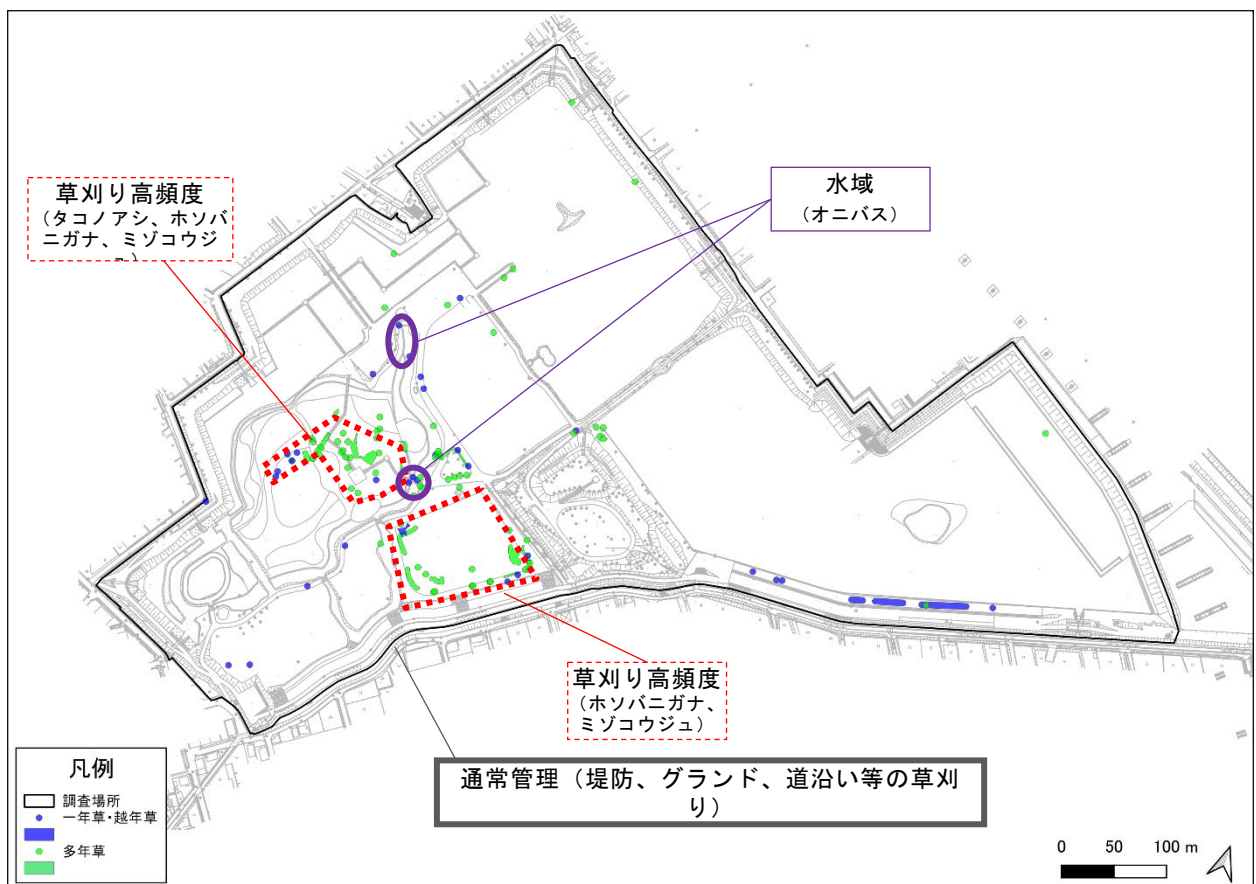 草刈り高頻度
（タコノアシ、ホソバ
ニガナ、ミゾコウジ
水域
（オニバス）
草刈り高頻度
（ホソバニガナ、
ミゾコウジュ）
通常管理（堤防、グランド、道沿い等の草刈
り）
凡例
調査場所
一年草・越年草
多年草
0 50 100 m